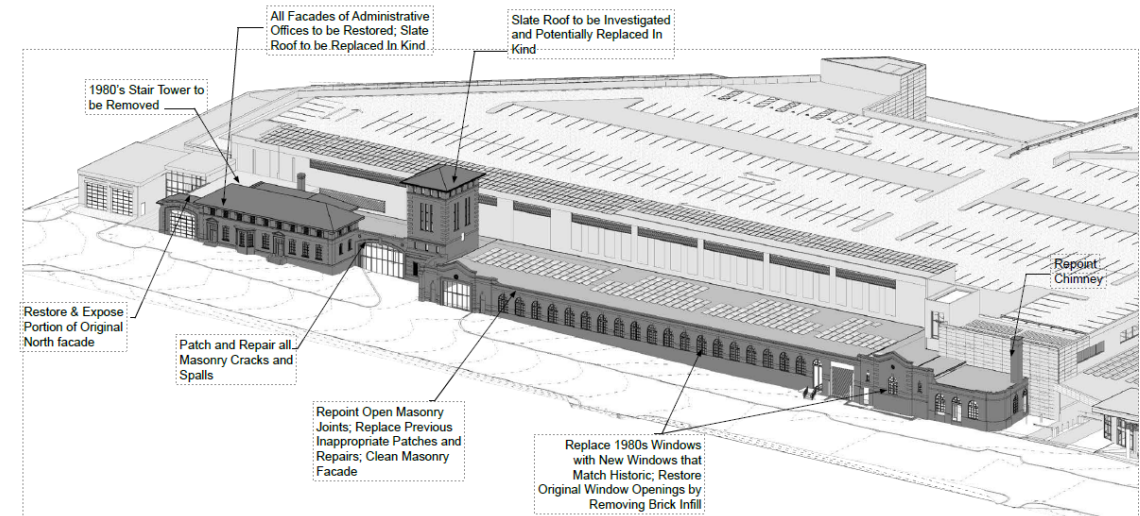 All Facades of Administrative
Offices to be Restored; Slate
Roof to be Replaced In Kind
Slate Roof to be Investigated
and Potentially Replaced In
Kind
1980's Stair Tower to
be Removed
Repoint
Chimney
Restore & Expose
Portion of Original
North facade
Patch and Repair all
Masonry Cracks and
Spalls
Repoint Open Masonry
Joints; Replace Previous
Inappropriate Patches and
Repairs; Clean Masonry
Facade
Replace 1980s Windows
with New Windows that
Match Historic; Restore
Original Window Openings by
Removing Brick Infill